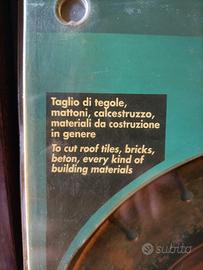 Taglio di tegole,
mattoni, calcestruzzo,
materiali da costruzione
in genere
To cut roof tiles, bricks,
beton, every kind of
building materials
subito